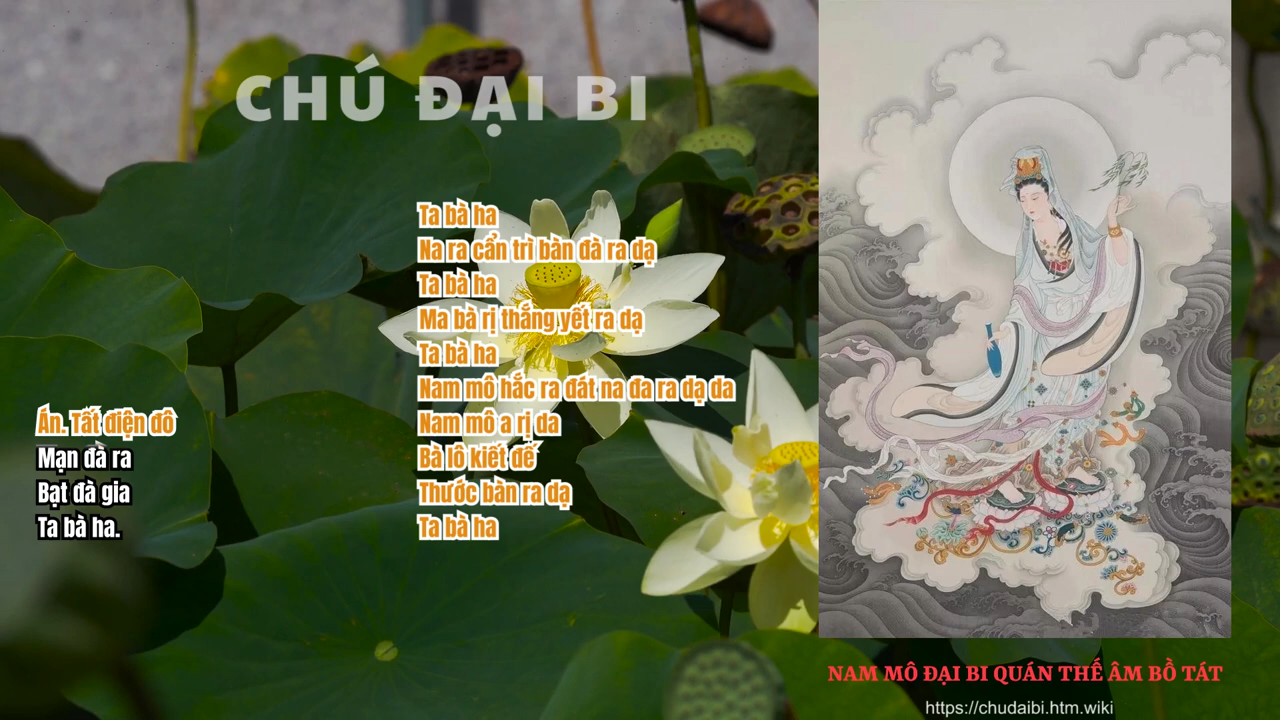 CHÚ ĐẠI BI
Ta bà ha
Na ra cẩn trì bàn đà ra dạ
Ta bà ha
Ma bà rị thắng yết ra dạ
Ta bà ha
Nam mô hắc ra đát na đa ra dạ da
Nam mô a rị da
Bà lô kiết đế
Thước bàn ra dạ
Ta bà ha
Án. Tất điện đô
Mạn đà ra
Bạt đà gia
Ta bà ha.
NAM MÔ ĐẠI BI QUÁN THẾ ÂM BỒ TÁT
https://chudaibi.htm.wiki